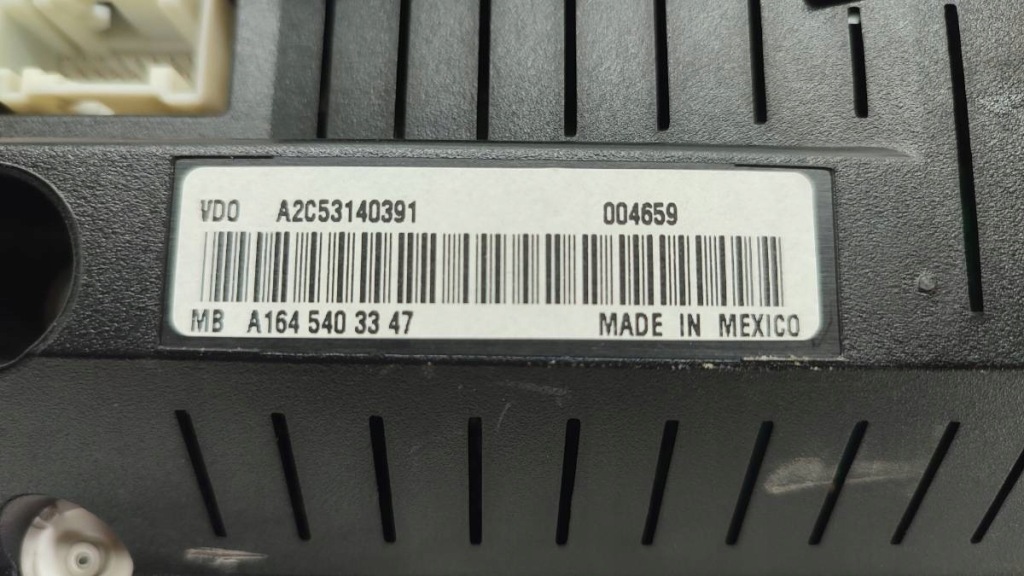 VDO A2C53140391 004659
MB A164 540 33 47 MADE IN MEXICO